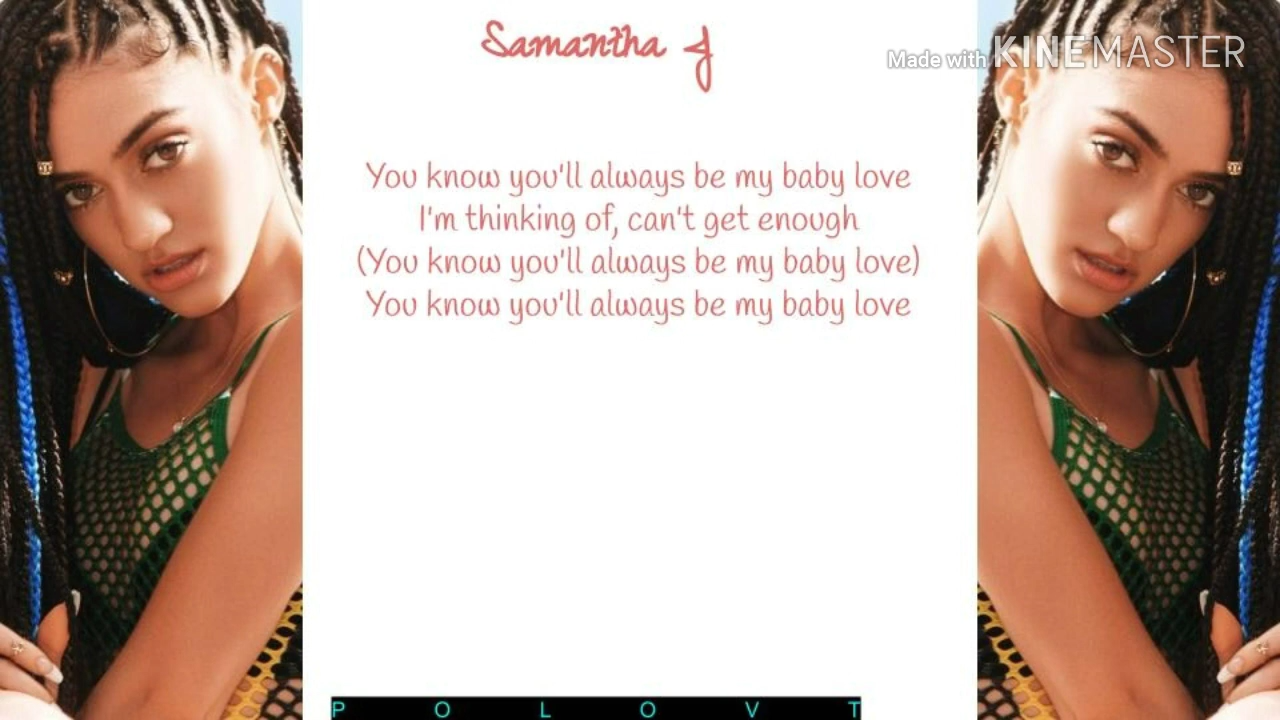 Samantha J
Made with KINEMASTER
You know you'll always be my baby love
I'm thinking of, can't get enough
(You know you'll always be my baby love)
You know you'll always be my baby love
P O L O V T